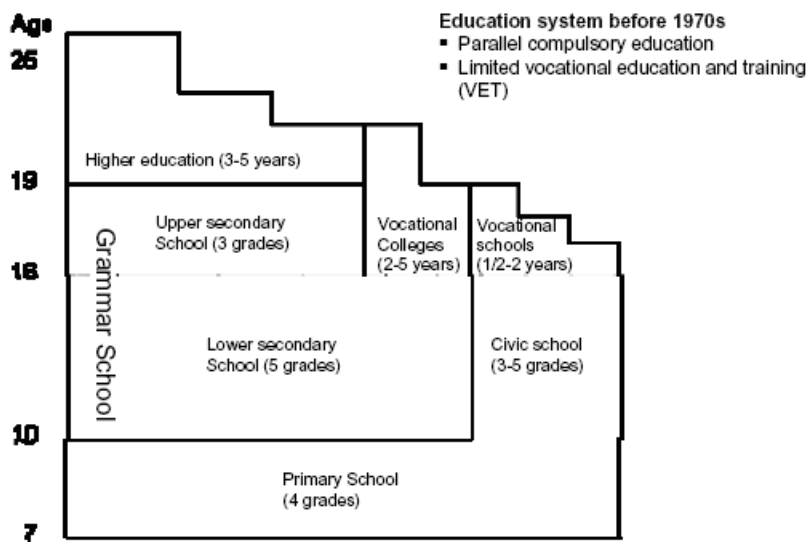 Age
Education system before 1970s
▪ Parallel compulsory education
▪ Limited vocational education and training
(VET)
25
Higher education (3-5 years)
19
Upper secondary
School (3 grades)
Vocational
Colleges
(2-5 years)
Vocational
schools
(1/2-2 years)
16
Grammar School
Lower secondary
School (5 grades)
Civic school
(3-5 grades)
10
Primary School
(4 grades)
7